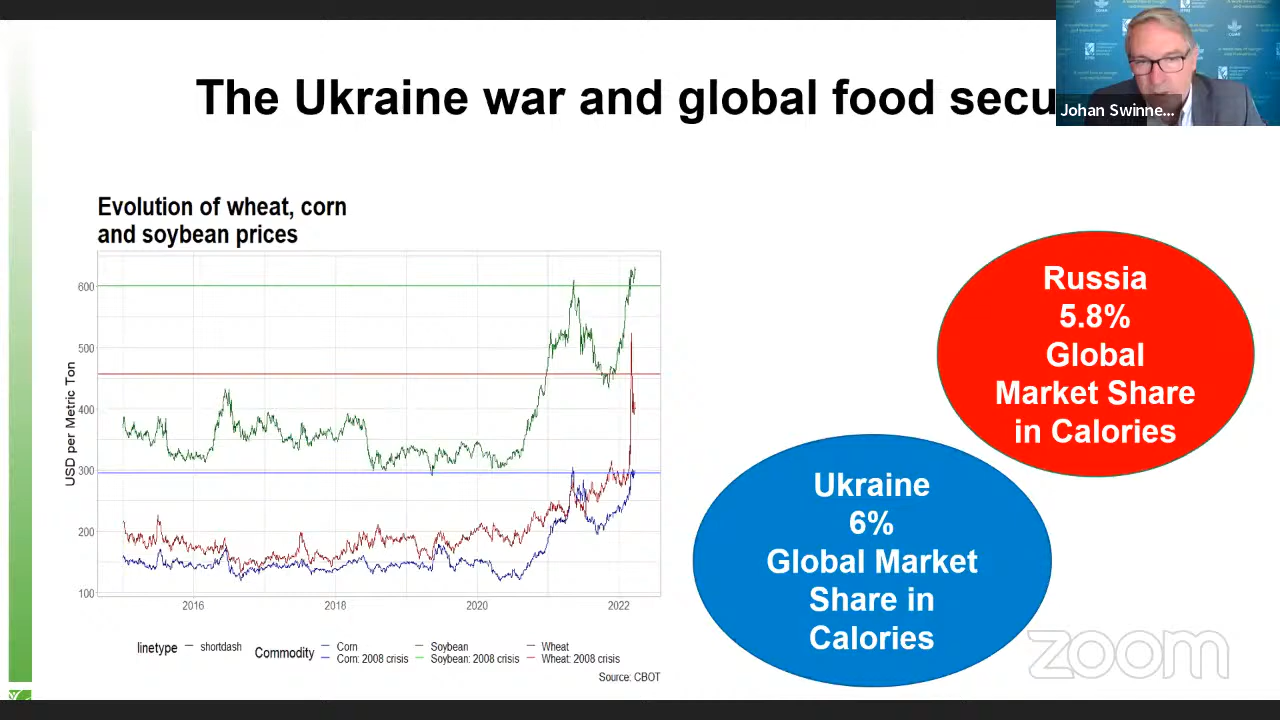 The Ukraine war and global food secu
Johan Swinne...
Evolution of wheat, corn
and soybean prices
USD per Metric Ton
600
500
400
300
200
100
2016
2018
2020
2022
linetype
shortdash
Commodity
Corn
Soybean
Wheat
Corn: 2008 crisis
Soybean: 2008 crisis
Wheat: 2008 crisis
Source: CBOT
Russia
5.8%
Global
Market Share
in Calories
Ukraine
6%
Global Market
Share in
Calories
zoom